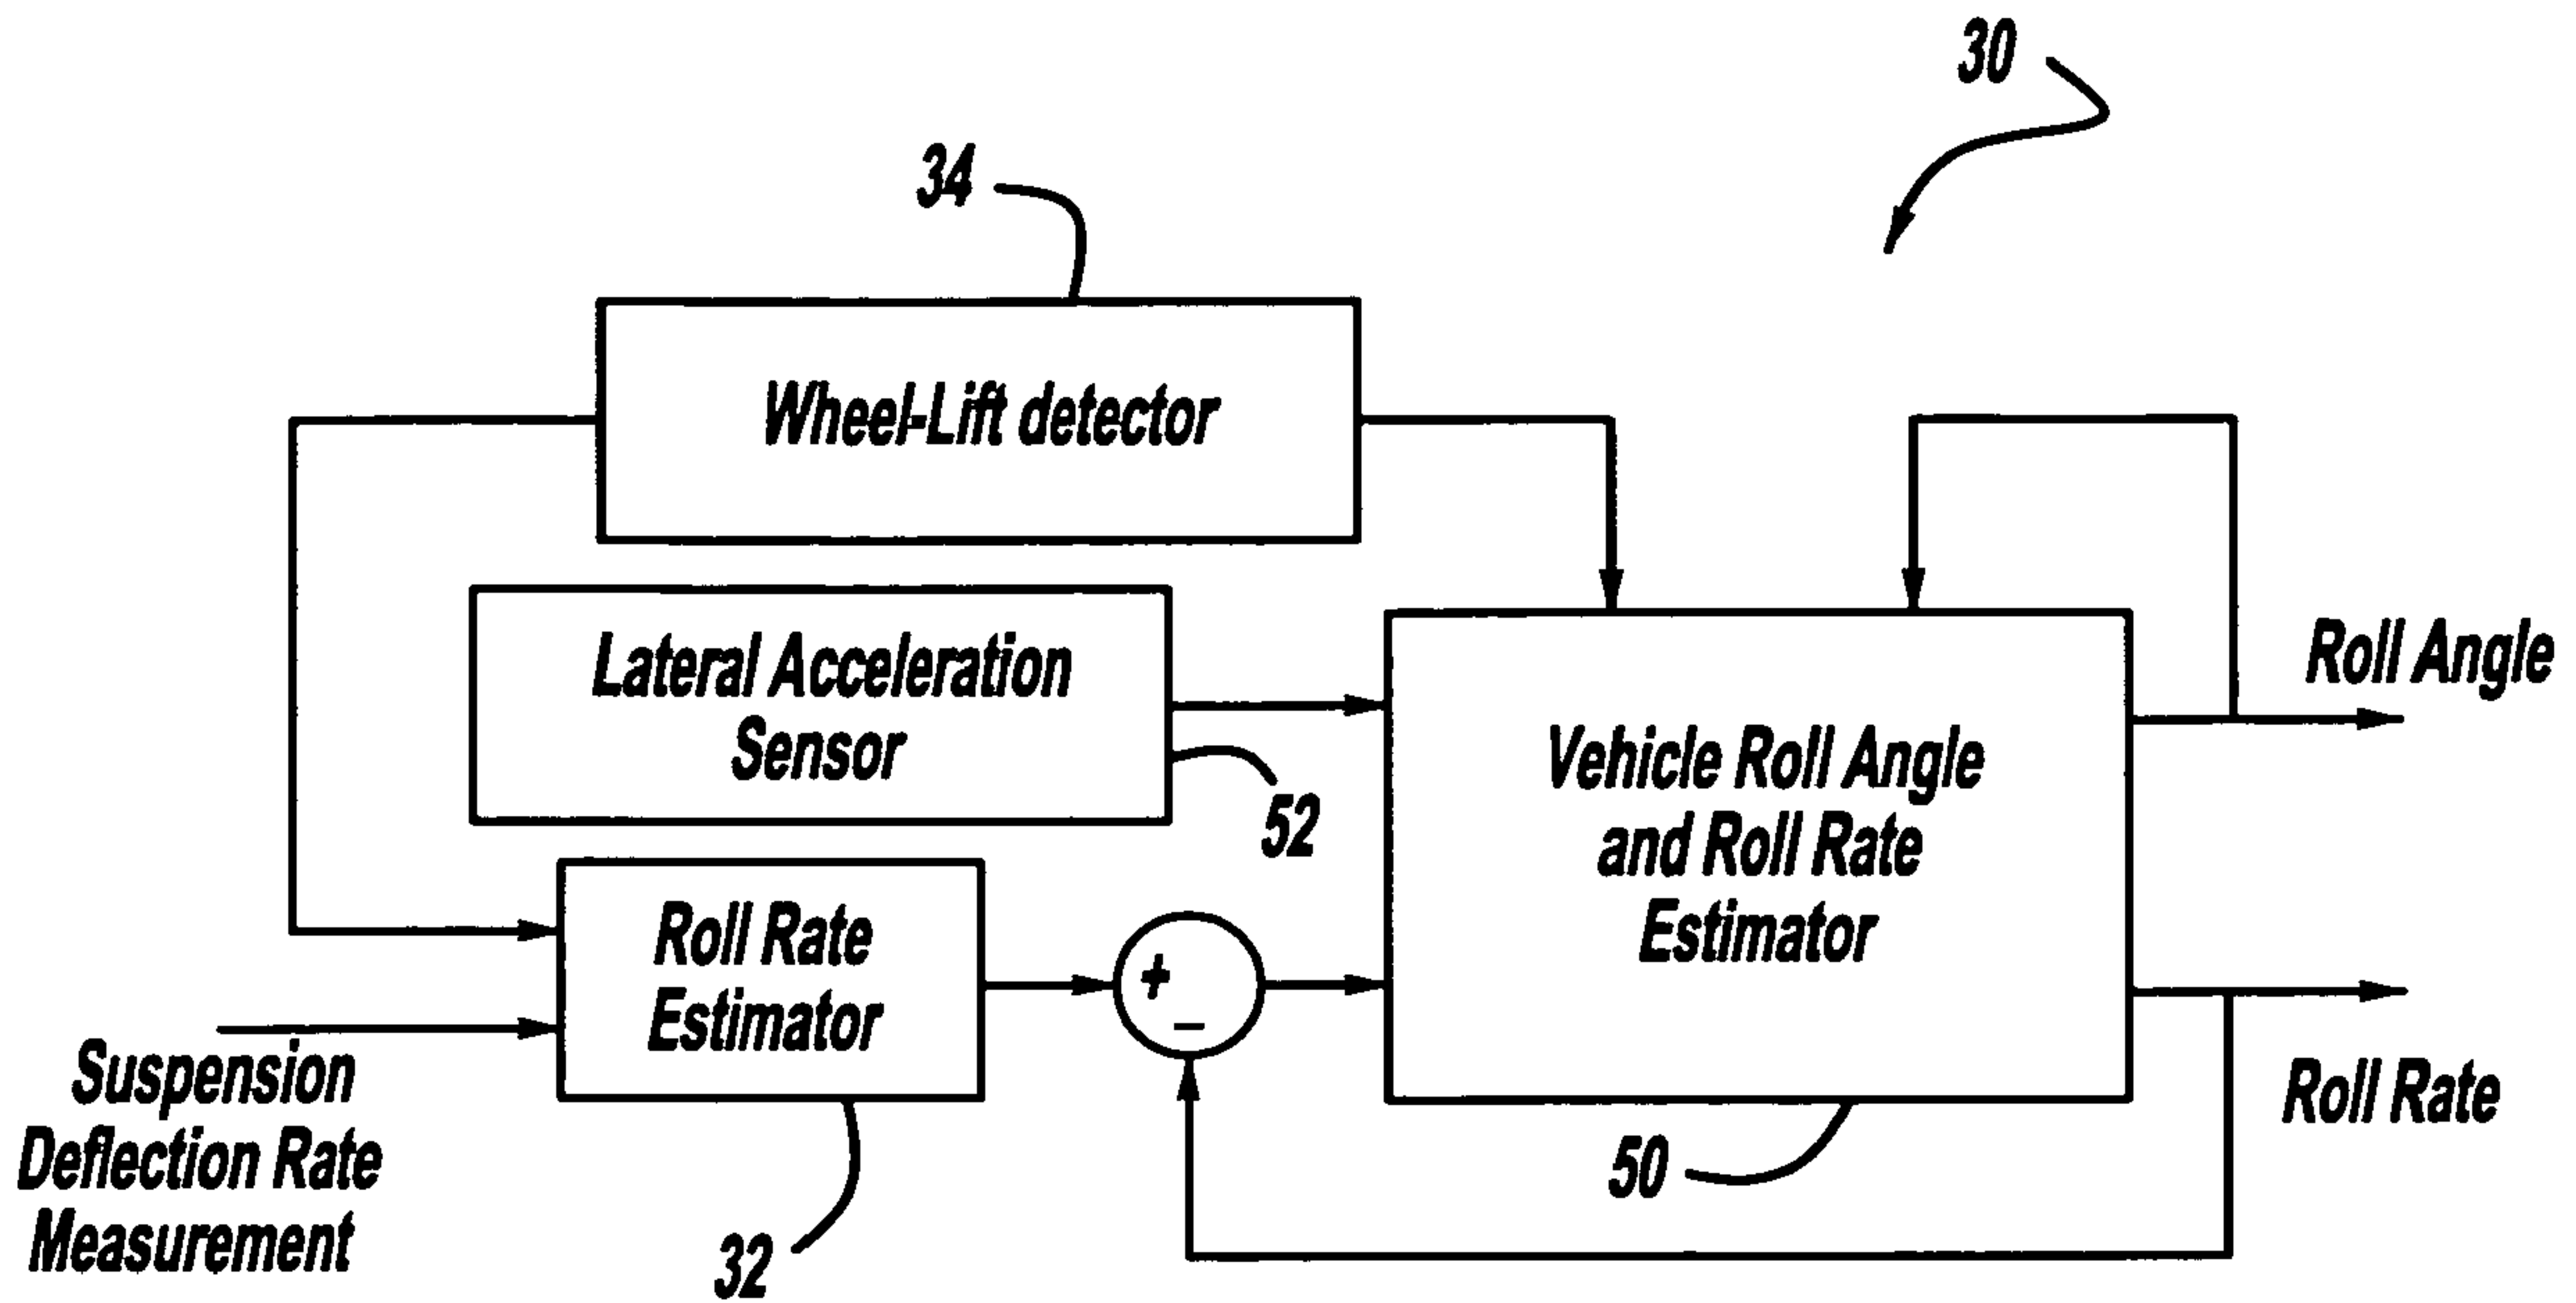 30
34
Wheel-Lift detector
Lateral Acceleration
Sensor
52
Roll Angle
Vehicle Roll Angle
and Roll Rate
Estimator
Roll Rate
Estimator
+
−
Suspension
Deflection Rate
Measurement
Roll Rate
50
32